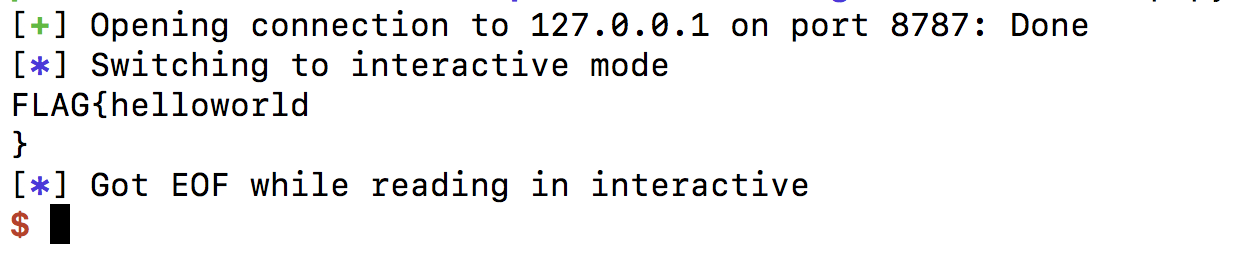 [+] Opening connection to 127.0.0.1 on port 8787: Done
[*] Switching to interactive mode
FLAG{helloworld
}
[*] Got EOF while reading in interactive
$